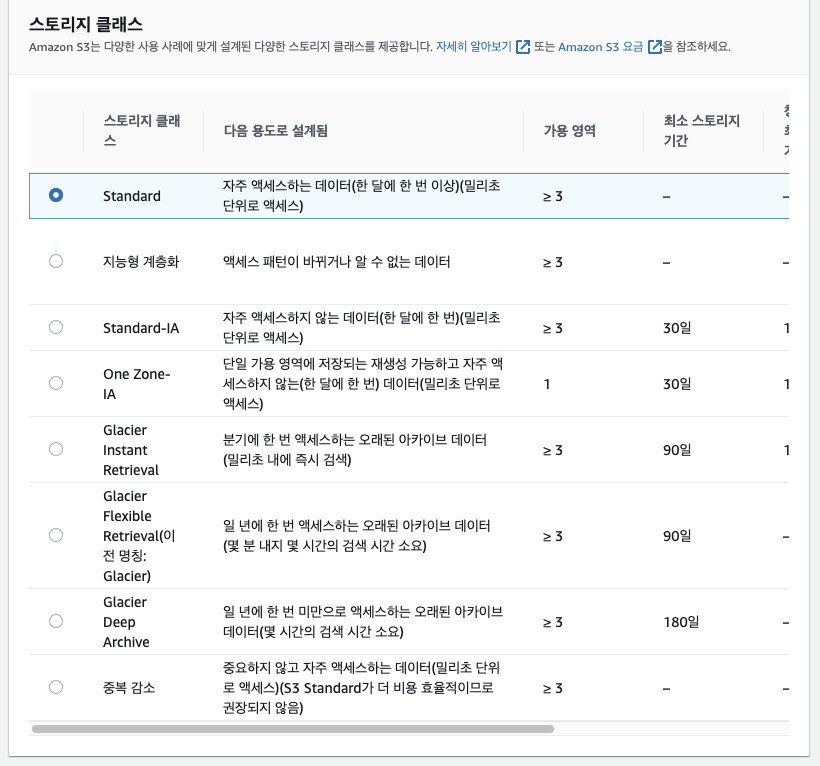 스토리지 클래스
Amazon S3는 다양한 사용 사례에 맞게 설계된 다양한 스토리지 클래스를 제공합니다. 자세히 알아보기 또는 Amazon S3 요금 을 참조하세요.
스토리지 클래
스
다음 용도로 설계됨
가용 영역
최소 스토리지
기간
Standard
자주 액세스하는 데이터(한 달에 한 번 이상)(밀리초
단위로 액세스)
≥ 3
–
–
지능형 계층화
액세스 패턴이 바뀌거나 알 수 없는 데이터
≥ 3
–
–
Standard-IA
자주 액세스하지 않는 데이터(한 달에 한 번)(밀리초
단위로 액세스)
≥ 3
30일
1
One Zone-
IA
단일 가용 영역에 저장되는 재생성 가능하고 자주 액
세스하지 않는(한 달에 한 번) 데이터(밀리초 단위로
액세스)
1
30일
1
Glacier
Instant
Retrieval
분기에 한 번 액세스하는 오래된 아카이브 데이터
(밀리초 내에 즉시 검색)
≥ 3
90일
1
Glacier
Flexible
Retrieval(이
전 명칭:
Glacier)
일 년에 한 번 액세스하는 오래된 아카이브 데이터
(몇 분 내지 몇 시간의 검색 시간 소요)
≥ 3
90일
–
Glacier
Deep
Archive
일 년에 한 번 미만으로 액세스하는 오래된 아카이브
데이터(몇 시간의 검색 시간 소요)
≥ 3
180일
–
중복 감소
중요하지 않고 자주 액세스하는 데이터(밀리초 단위
로 액세스)(S3 Standard가 더 비용 효율적이므로
권장되지 않음)
≥ 3
–
–